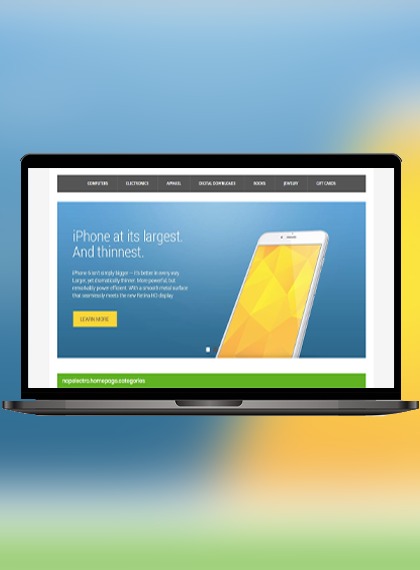 COMPUTERS ELECTRONICS APPAREL DIGITAL DOWNLOADS BOOKS JEWELRY GIFT CARDS
iPhone at its largest.
And thinnest.
iPhone isn't simply bigger – it's better in every way.
Larger, yet dramatically thinner. More powerful, but
remarkably power efficient. With a smooth metal surface
that seamlessly meets the new Retina HD display.
LEARN MORE
nopelectro.homepage.categories